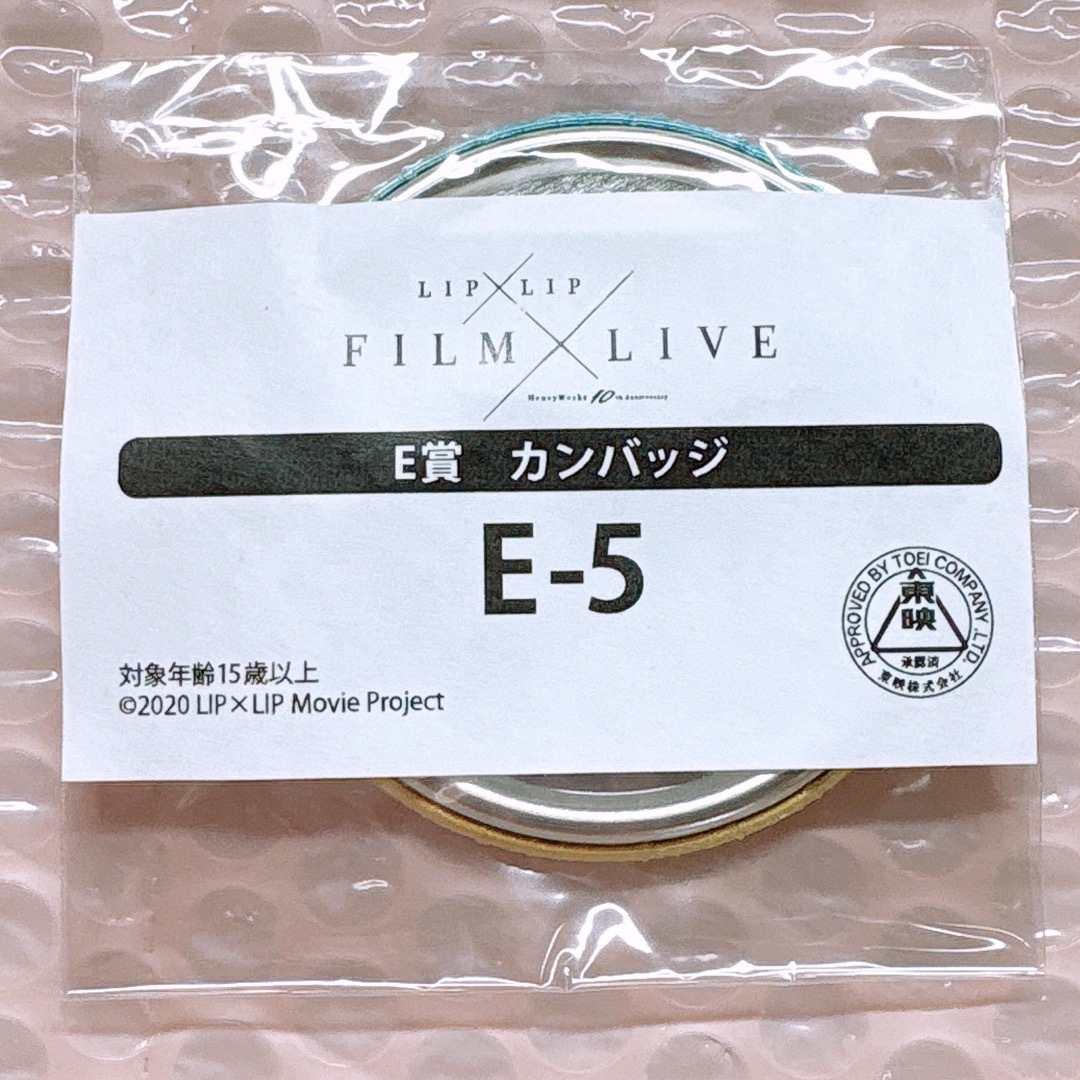 LIP×LIP
FILM×LIVE
HoneyWorks 10th Anniversary
E賞 カンバッジ
E-5
対象年齢15歳以上
©2020 LIP×LIP Movie Project
APPROVED BY TOEI COMPANY,LTD.
東映
承認済
東映株式会社